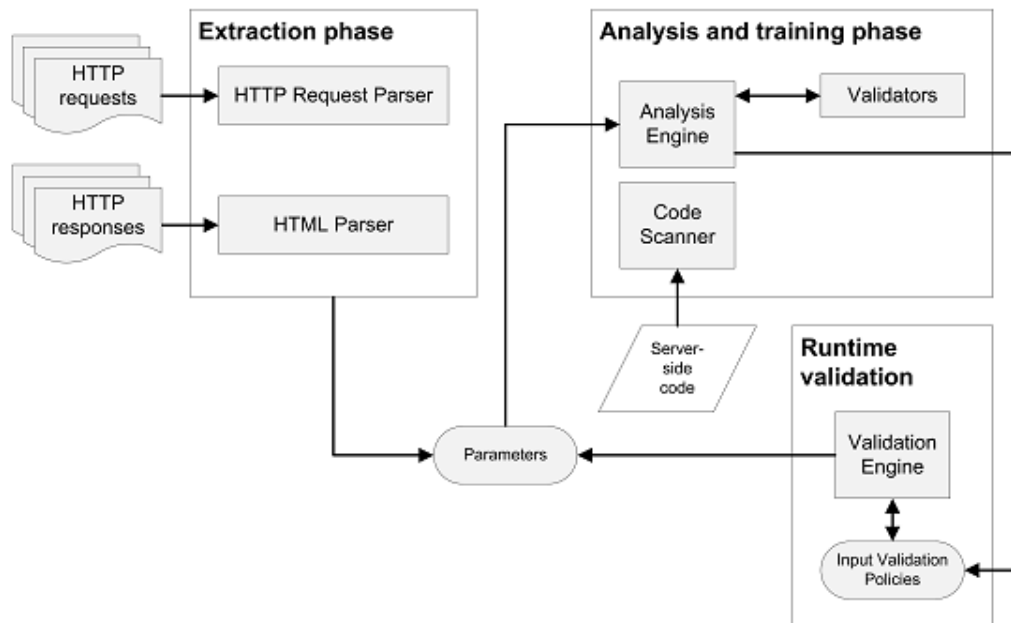 Extraction phase
HTTP
requests
HTTP Request Parser
HTTP
responses
HTML Parser
Analysis and training phase
Analysis
Engine
Validators
Code
Scanner
Server-
side
code
Parameters
Runtime
validation
Validation
Engine
Input Validation
Policies